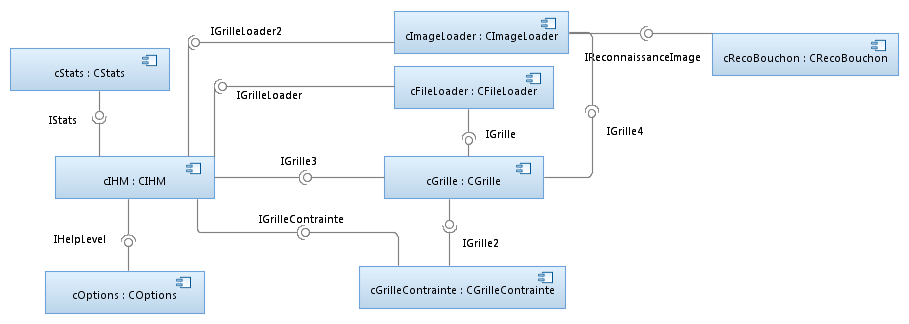 IGrilleLoader2
cImageLoader : CImageLoader
IReconnaissanceImage
cRecoBouchon : CRecoBouchon
cStats : CStats
IGrilleLoader
cFileLoader : CFileLoader
IStats
IGrille
IGrille4
cIHM : CIHM
IGrille3
cGrille : CGrille
IGrilleContrainte
IHelpLevel
IGrille2
cOptions : COptions
cGrilleContrainte : CGrilleContrainte